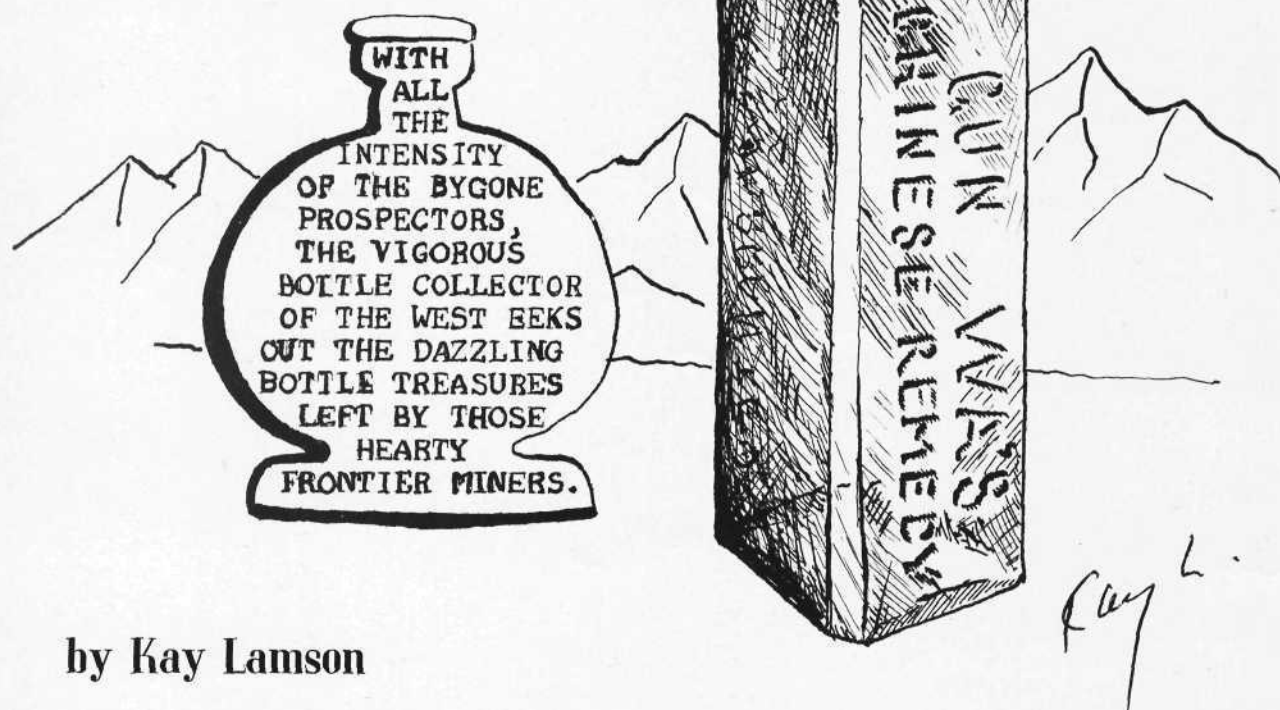 WITH
ALL
THE
INTENSITY
OF THE BYGONE
PROSPECTORS,
THE VIGOROUS
BOTTLE COLLECTOR
OF THE WEST EEKS
OUT THE DAZZLING
BOTTLE TREASURES
LEFT BY THOSE
HEARTY
FRONTIER MINERS.
GUN WA'S
CHINESE REMEDY
Kay L.
by Kay Lamson